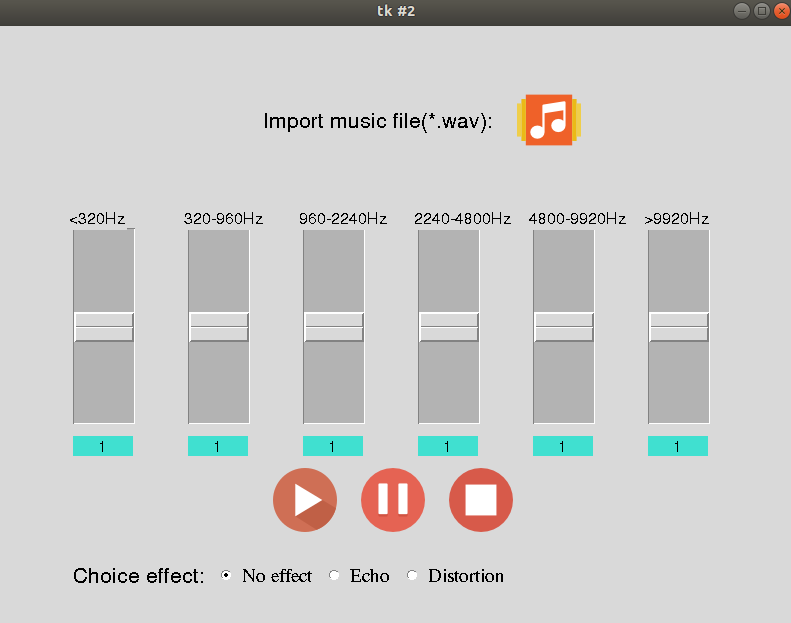 tk #2
Import music file(*.wav):
<320Hz 320-960Hz 960-2240Hz 2240-4800Hz 4800-9920Hz >9920Hz
1 1 1 1 1 1
Choice effect: No effect Echo Distortion